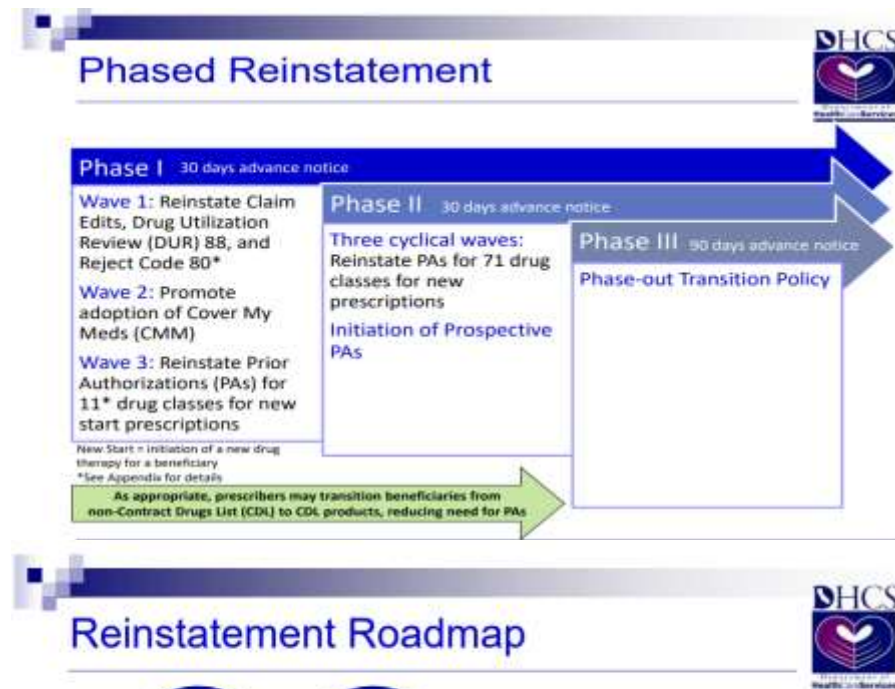 DHCS
Phased Reinstatement
Phase I 30 days advance notice
Wave 1: Reinstate Claim
Edits, Drug Utilization
Review (DUR) 88, and
Reject Code 80*
Wave 2: Promote
adoption of Cover My
Meds (CMM)
Wave 3: Reinstate Prior
Authorizations (PAs) for
11* drug classes for new
start prescriptions
New Start = initiation of a new drug
therapy for a beneficiary
*See Appendix for details
Phase II 30 days advance notice
Three cyclical waves:
Reinstate PAs for 71 drug
classes for new
prescriptions
Initiation of Prospective
PAs
Phase III 90 days advance notice
Phase-out Transition Policy
As appropriate, prescribers may transition beneficiaries from
non-Contract Drugs List (CDL) to CDL products, reducing need for PAs
DHCS
Reinstatement Roadmap